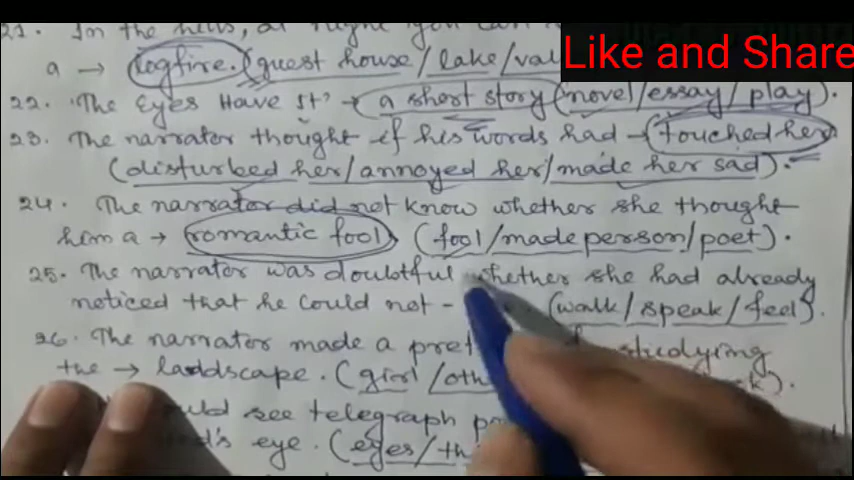 21. In the hills, at night you can
Like and Share
a → logfire. (guest house/lake/val
22. 'The Eyes Have It' → a short story (novel/essay/play).
23. The narrator thought if his words had → touched her
(disturbed her/annoyed her/made her sad).
24. The narrator did not know whether she thought
him a → romantic fool (fool/made person/poet).
25. The narrator was doubtful whether she had already
noticed that he could not - (walk/speak/feel).
26. The narrator made a pret studying
the → laddscape. (girl/oth
see telegraph
eye. (eyes/th